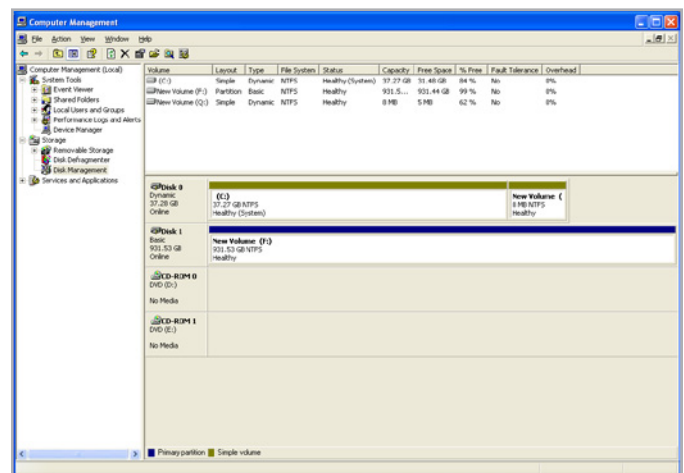 Computer Management
File Action View Window Help
Computer Management (Local)
System Tools
Event Viewer
Shared Folders
Local Users and Groups
Performance Logs and Alerts
Device Manager
Storage
Removable Storage
Disk Defragmenter
Disk Management
Services and Applications
Volume Layout Type File System Status Capacity Free Space % Free Fault Tolerance Overhead
(C:) Simple Dynamic NTFS Healthy (System) 37.27 GB 31.48 GB 84 % No 0%
New Volume (F:) Partition Basic NTFS Healthy 931.5... 931.44 GB 99 % No 0%
New Volume (Q:) Simple Dynamic NTFS Healthy 8 MB 5 MB 62 % No 0%
Disk 0
Dynamic
37.28 GB
Online
(C:)
37.27 GB NTFS
Healthy (System)
New Volume (
8 MB NTFS
Healthy
Disk 1
Basic
931.53 GB
Online
New Volume (F:)
931.53 GB NTFS
Healthy
CD-ROM 0
DVD (D:)
No Media
CD-ROM 1
DVD (E:)
No Media
Primary partition Simple volume